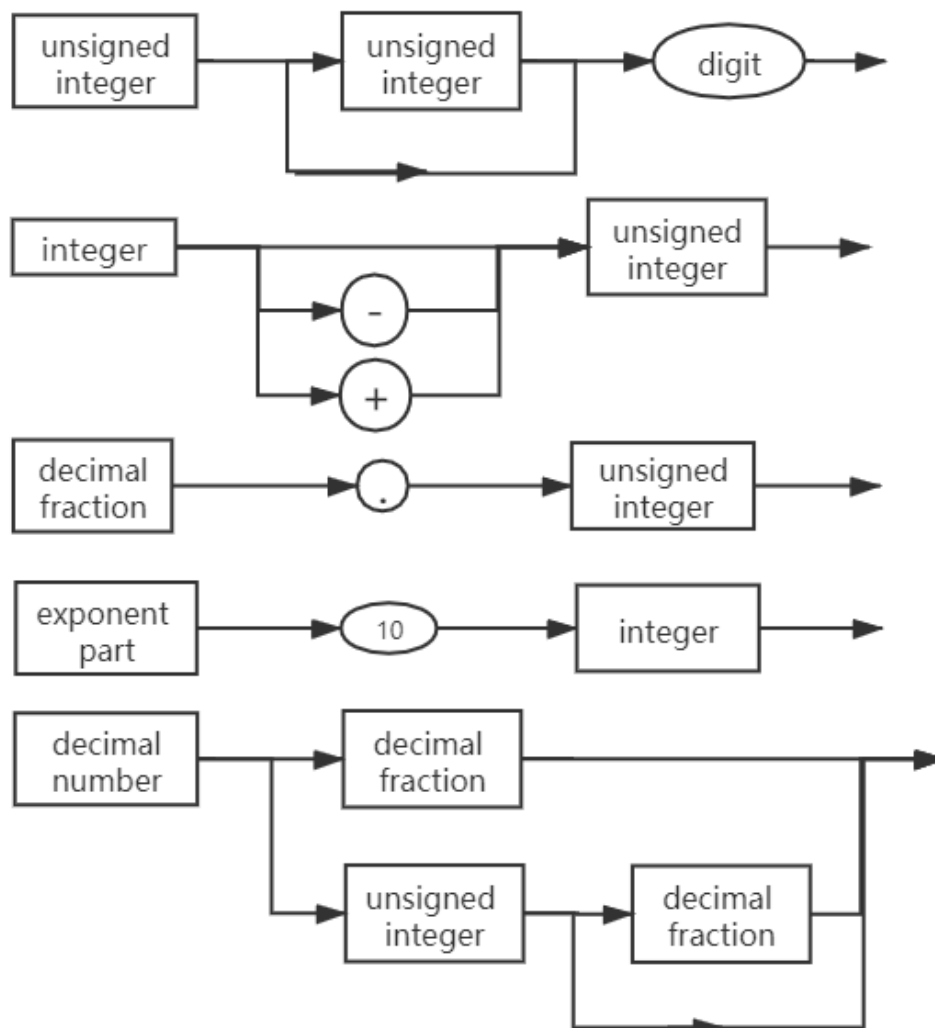 unsigned
integer
unsigned
integer
digit
integer
-
+
unsigned
integer
decimal
fraction
.
unsigned
integer
exponent
part
10
integer
decimal
number
decimal
fraction
unsigned
integer
decimal
fraction